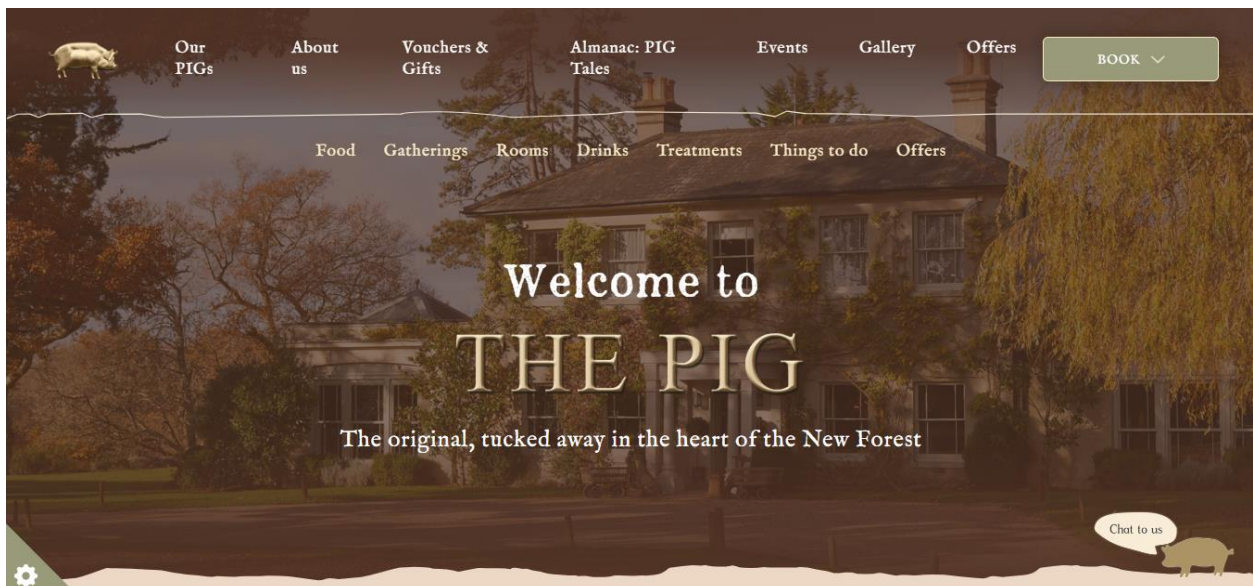 Our PIGs
About us
Vouchers & Gifts
Almanac: PIG Tales
Events
Gallery
Offers
BOOK
Food
Gatherings
Rooms
Drinks
Treatments
Things to do
Offers
Welcome to
THE PIG
The original, tucked away in the heart of the New Forest
Chat to us